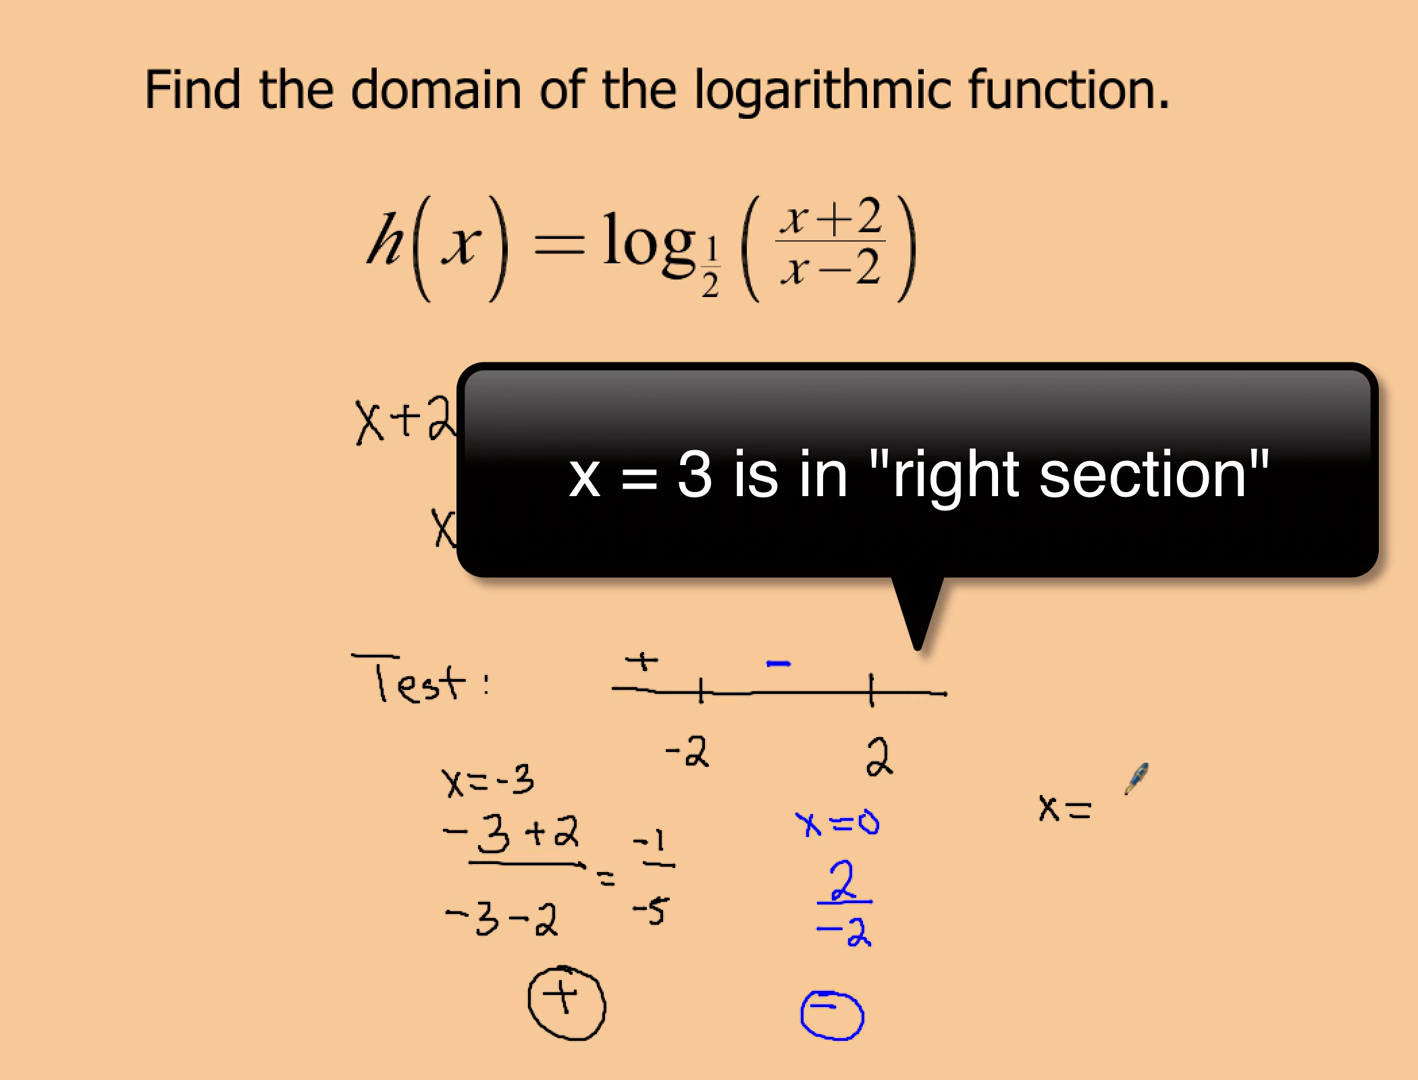 Find the domain of the logarithmic function.
h(x) = log½ ((x+2)/(x−2))
x+2
x = 3 is in "right section"
x
Test:
+ −
-2 2
x=-3
-3+2 / -3-2 = -1 / -5
+
x=0
2 / -2
−
x=